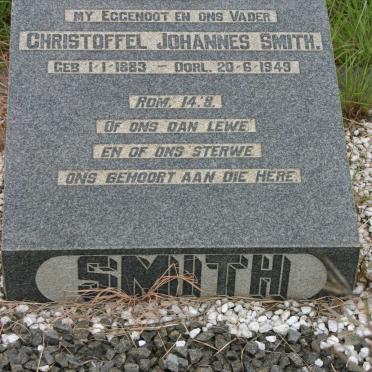 MY EGGENOOT EN ONS VADER
CHRISTOFFEL JOHANNES SMITH.
GEB 1-1-1883 – OORL. 20-6-1949
ROM. 14:8.
OF ONS DAN LEWE
EN OF ONS STERWE
ONS GEHOORT AAN DIE HERE.
SMITH